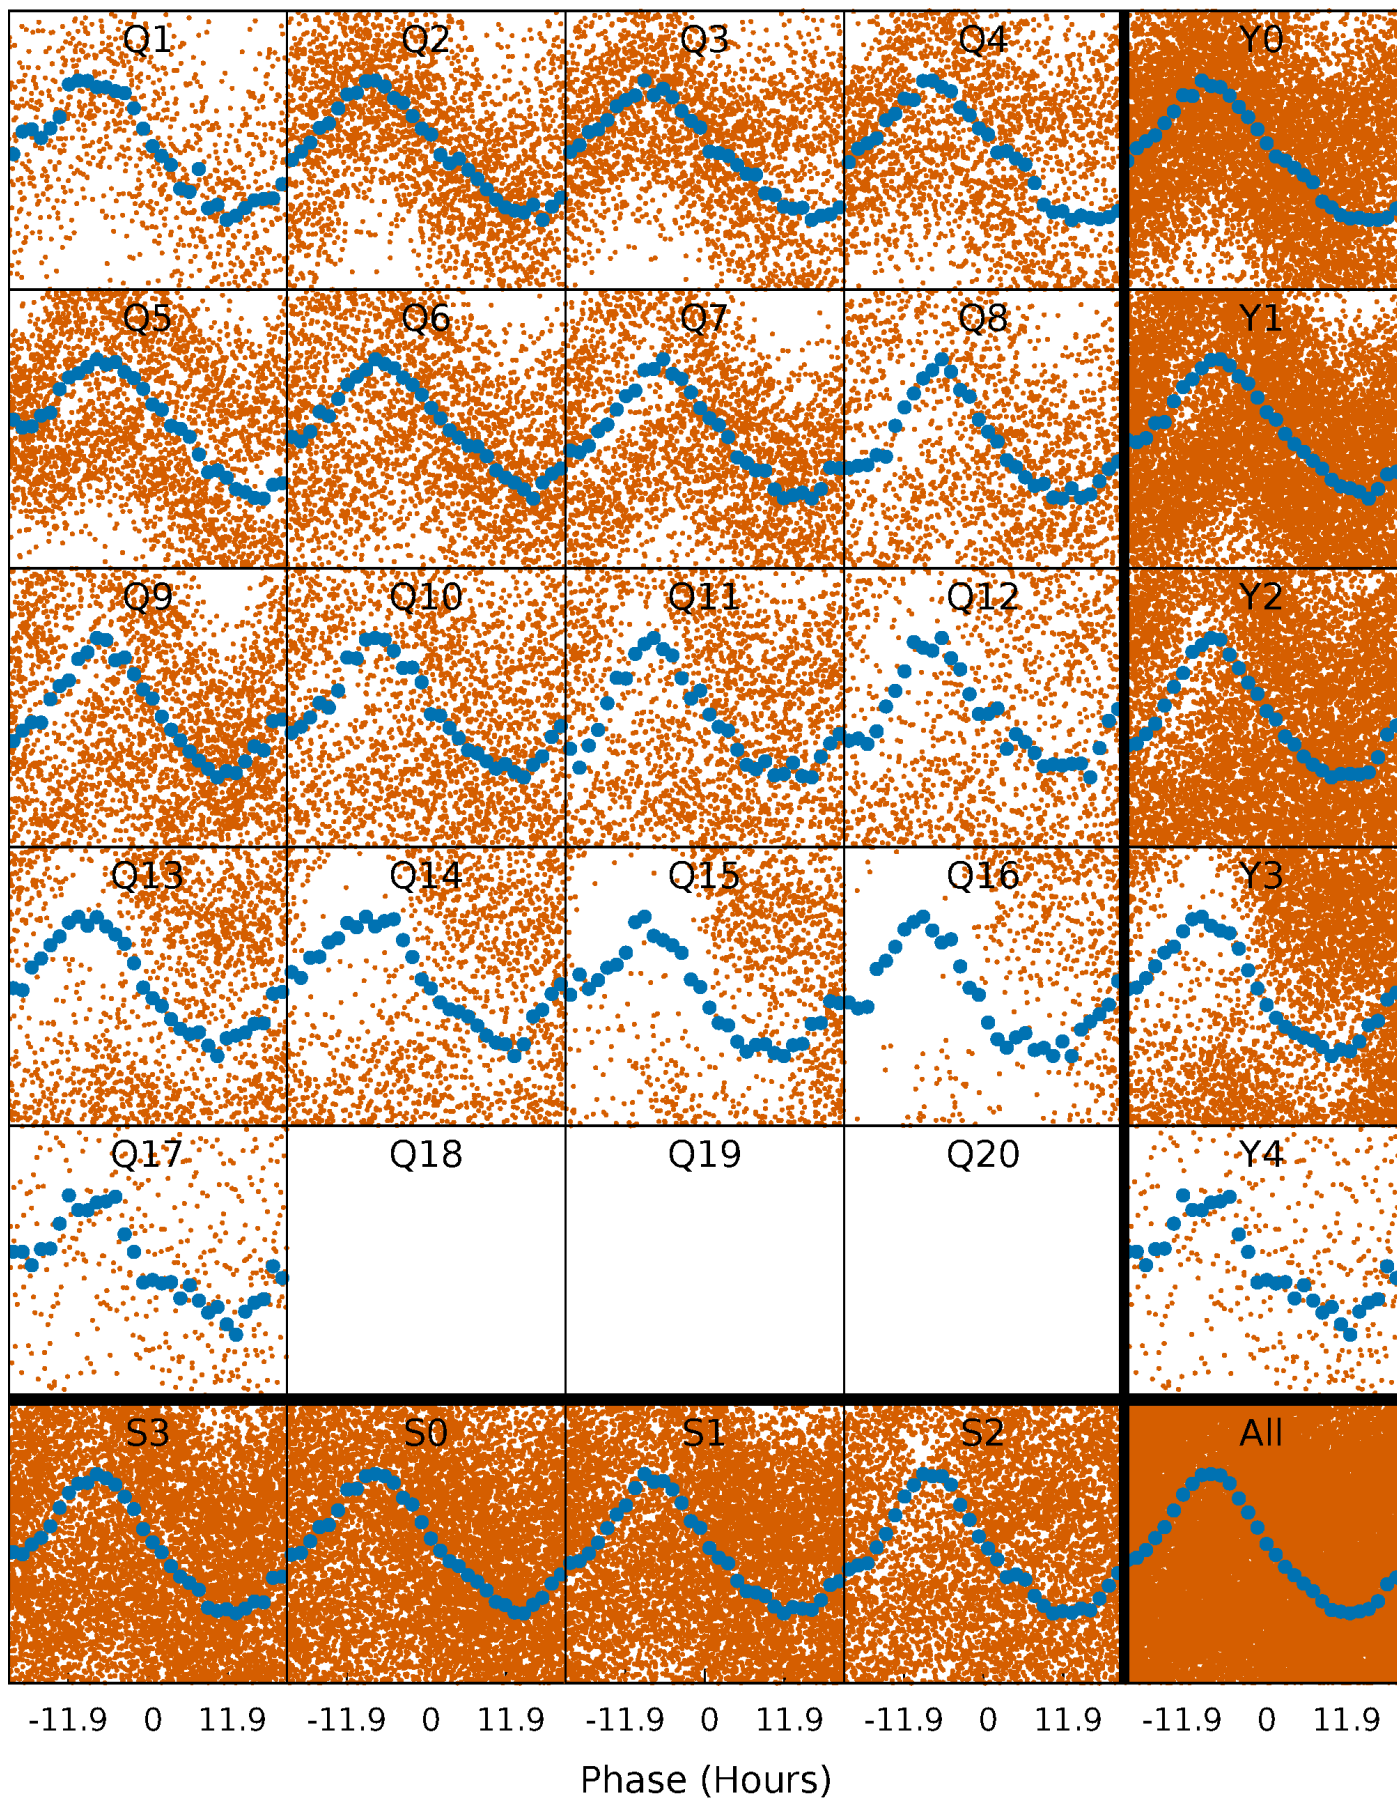 Q1 Q2 Q3 Q4 Y0
Q5 Q6 Q7 Q8 Y1
Q9 Q10 Q11 Q12 Y2
Q13 Q14 Q15 Q16 Y3
Q17 Q18 Q19 Q20 Y4
S3 S0 S1 S2 All
-11.9 0 11.9 -11.9 0 11.9 -11.9 0 11.9 -11.9 0 11.9 -11.9 0 11.9
Phase (Hours)